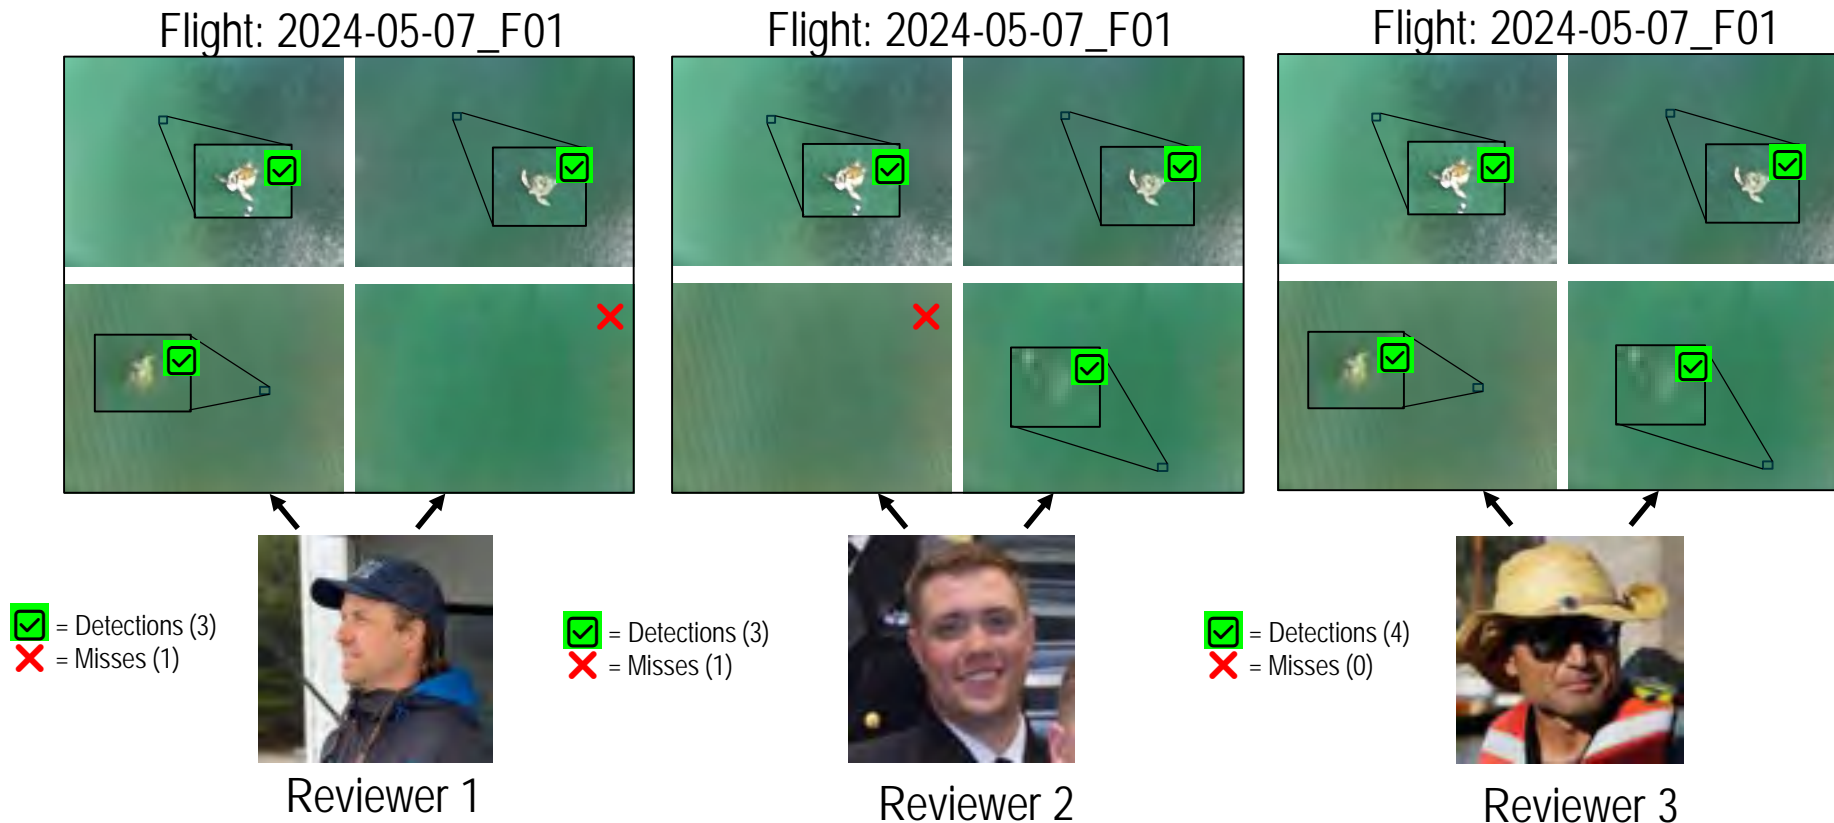 Flight: 2024-05-07_F01
Flight: 2024-05-07_F01
Flight: 2024-05-07_F01
= Detections (3)
= Misses (1)
= Detections (3)
= Misses (1)
= Detections (4)
= Misses (0)
Reviewer 1
Reviewer 2
Reviewer 3